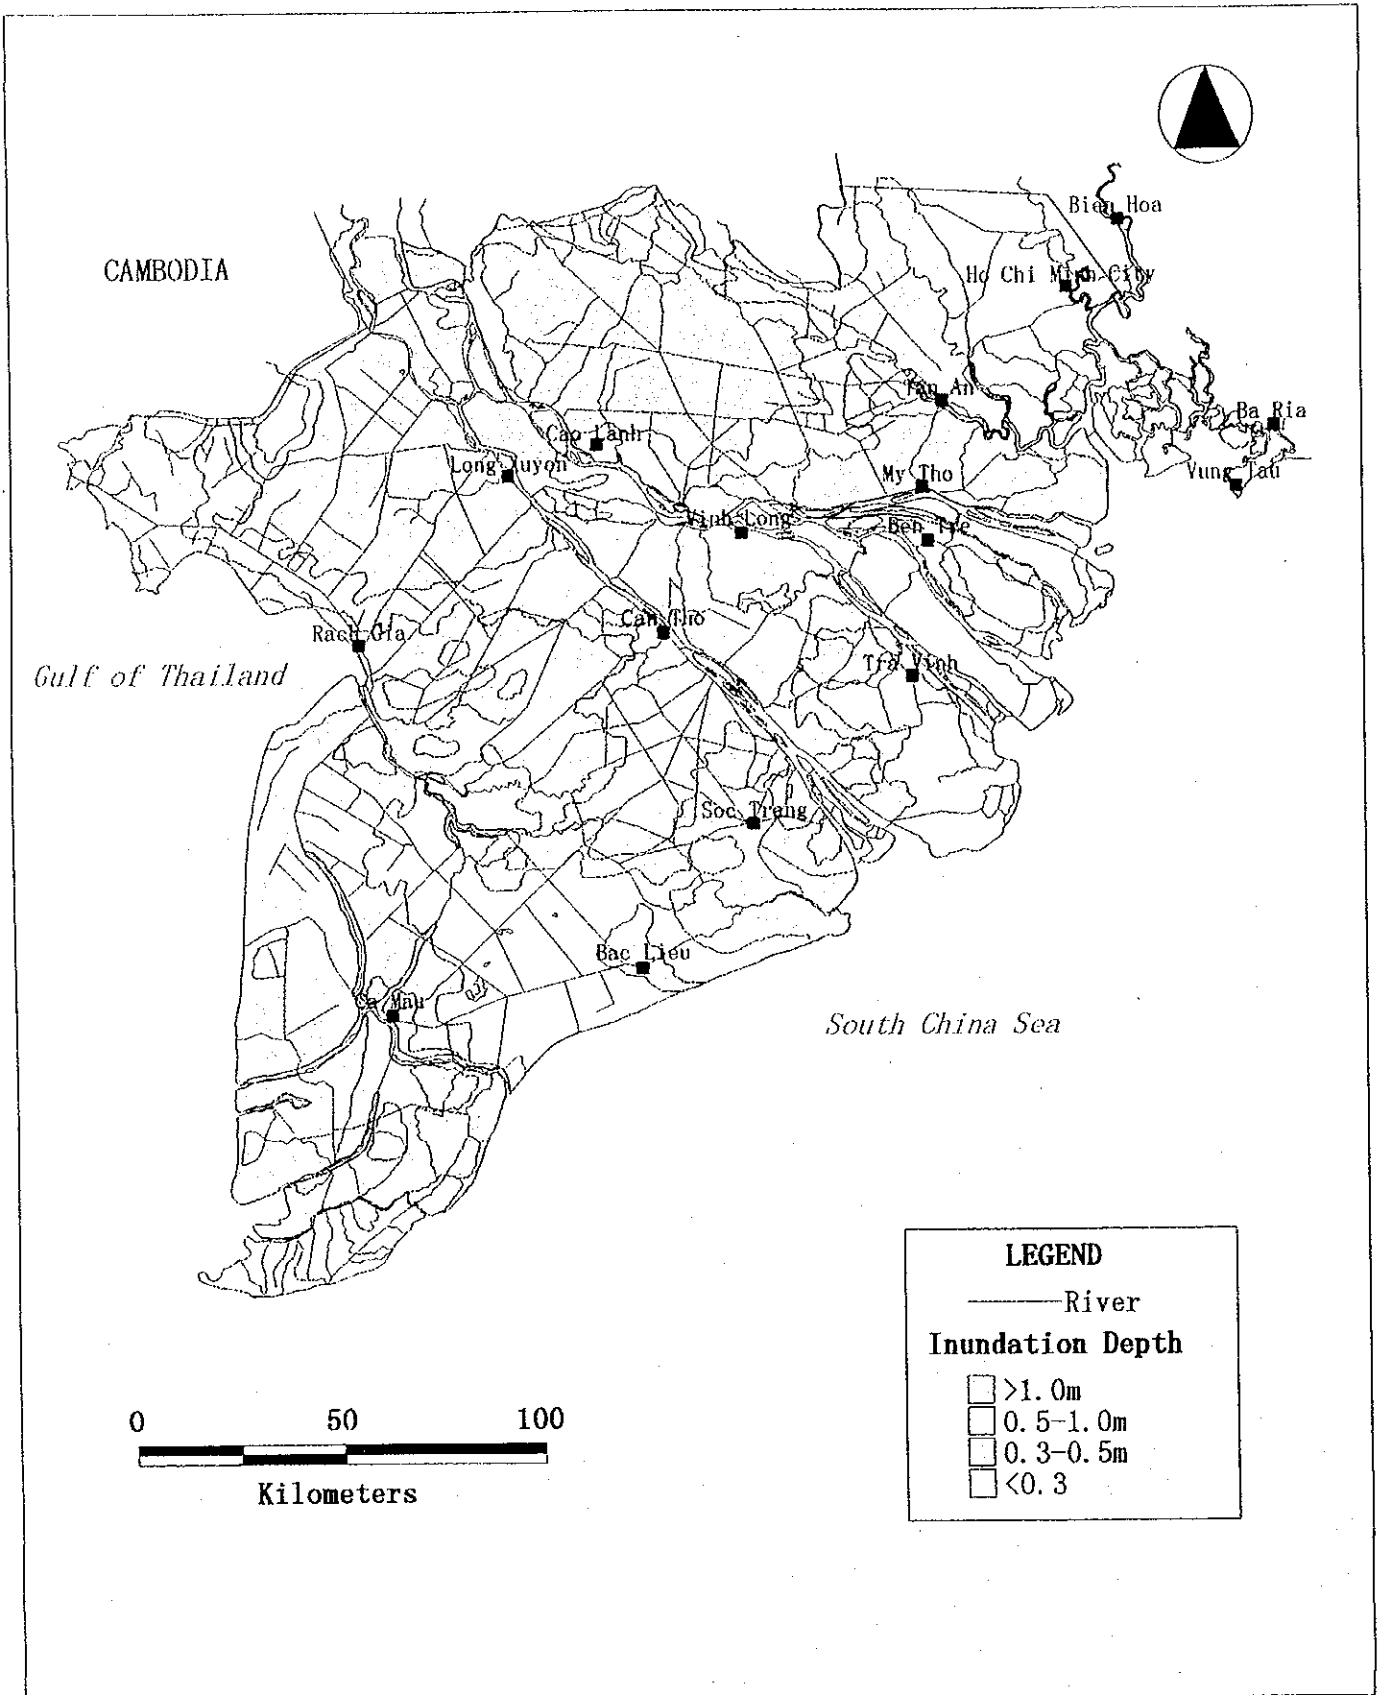 Bien Hoa
CAMBODIA
Ho Chi Minh City
Tan An
Ba Ria
Cao Lanh
Long Xuyen
My Tho
Vung Tau
Vinh Long
Ben Tre
Can Tho
Rach Gia
Tra Vinh
Gulf of Thailand
Soc Trang
Bac Lieu
Ca Mau
South China Sea
LEGEND
River
Inundation Depth
>1.0m
0.5-1.0m
0.3-0.5m
<0.3
0 50 100
Kilometers